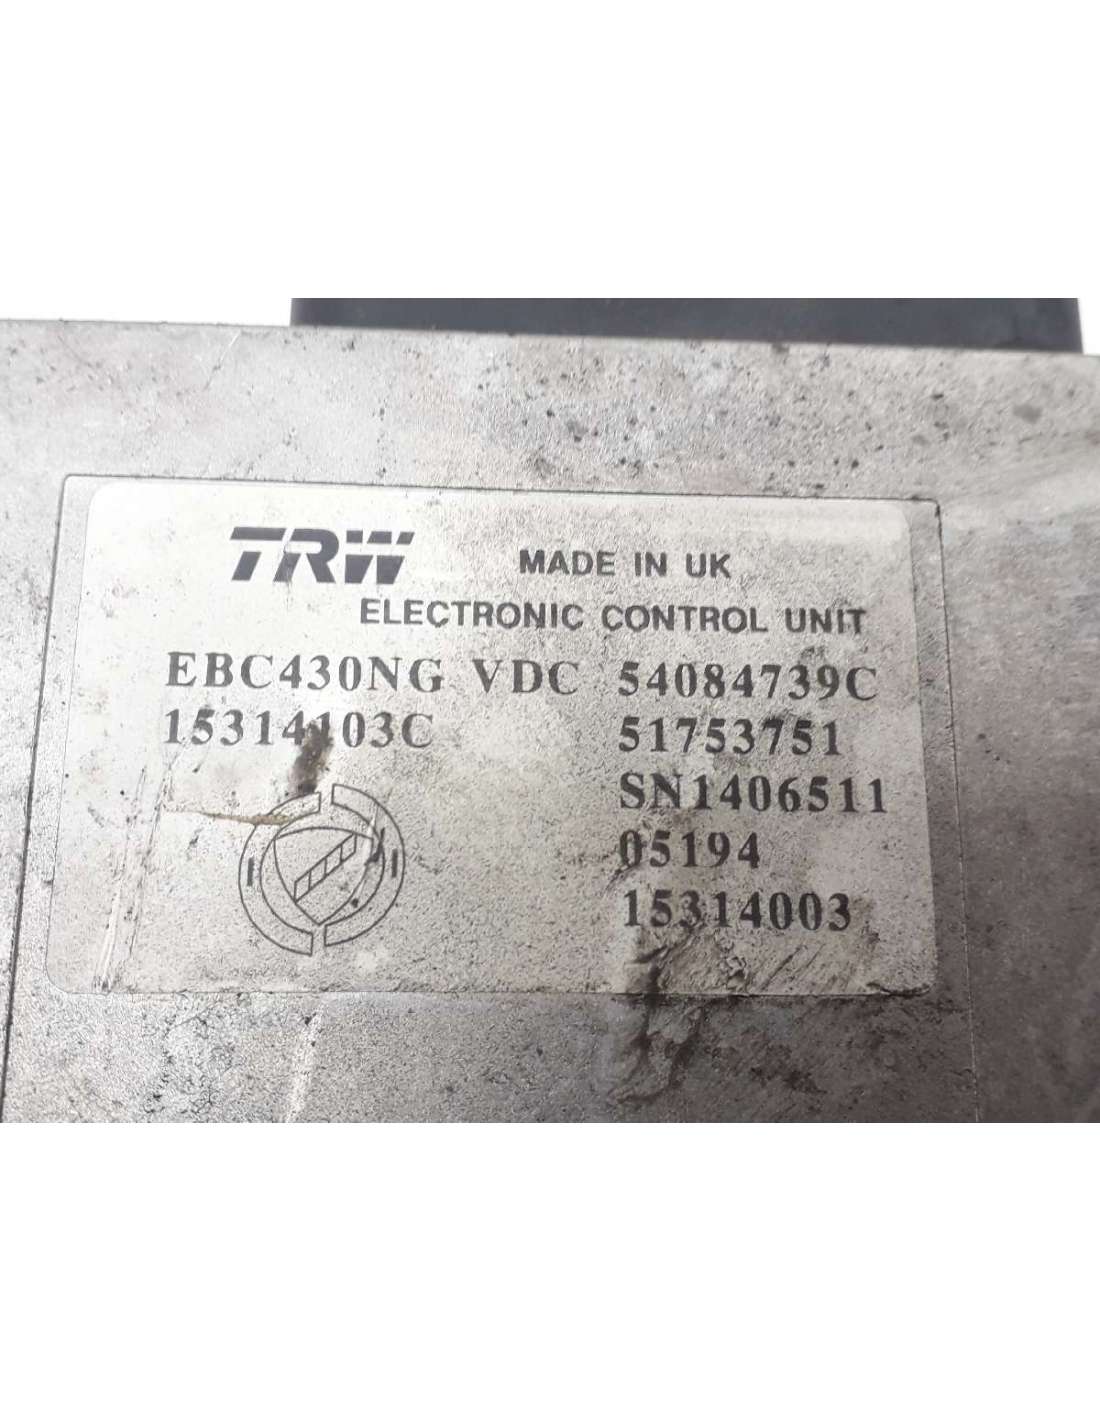 TRW MADE IN UK
ELECTRONIC CONTROL UNIT
EBC430NG VDC 54084739C
15314103C 51753751
SN1406511
05194
15314003